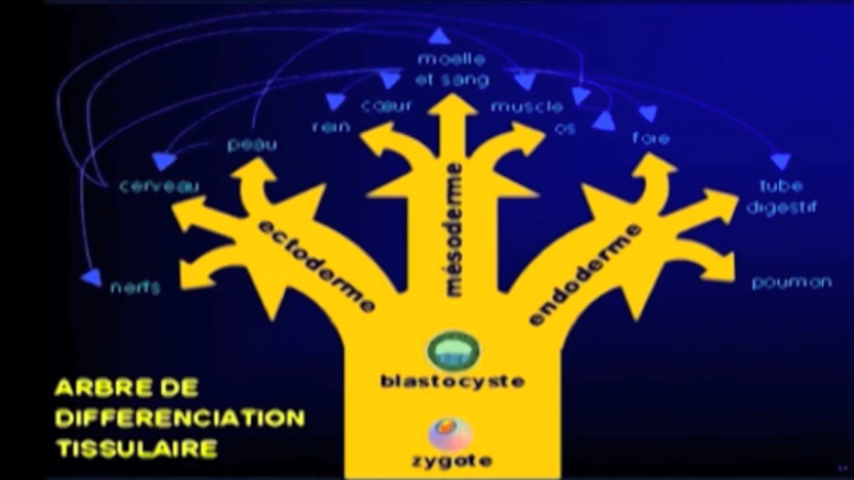 moelle
et sang
cœur
muscle
rein
os
foie
peau
cerveau
tube
digestif
nerfs
poumon
ectoderme
mésoderme
endoderme
blastocyste
zygote
ARBRE DE
DIFFERENCIATION
TISSULAIRE